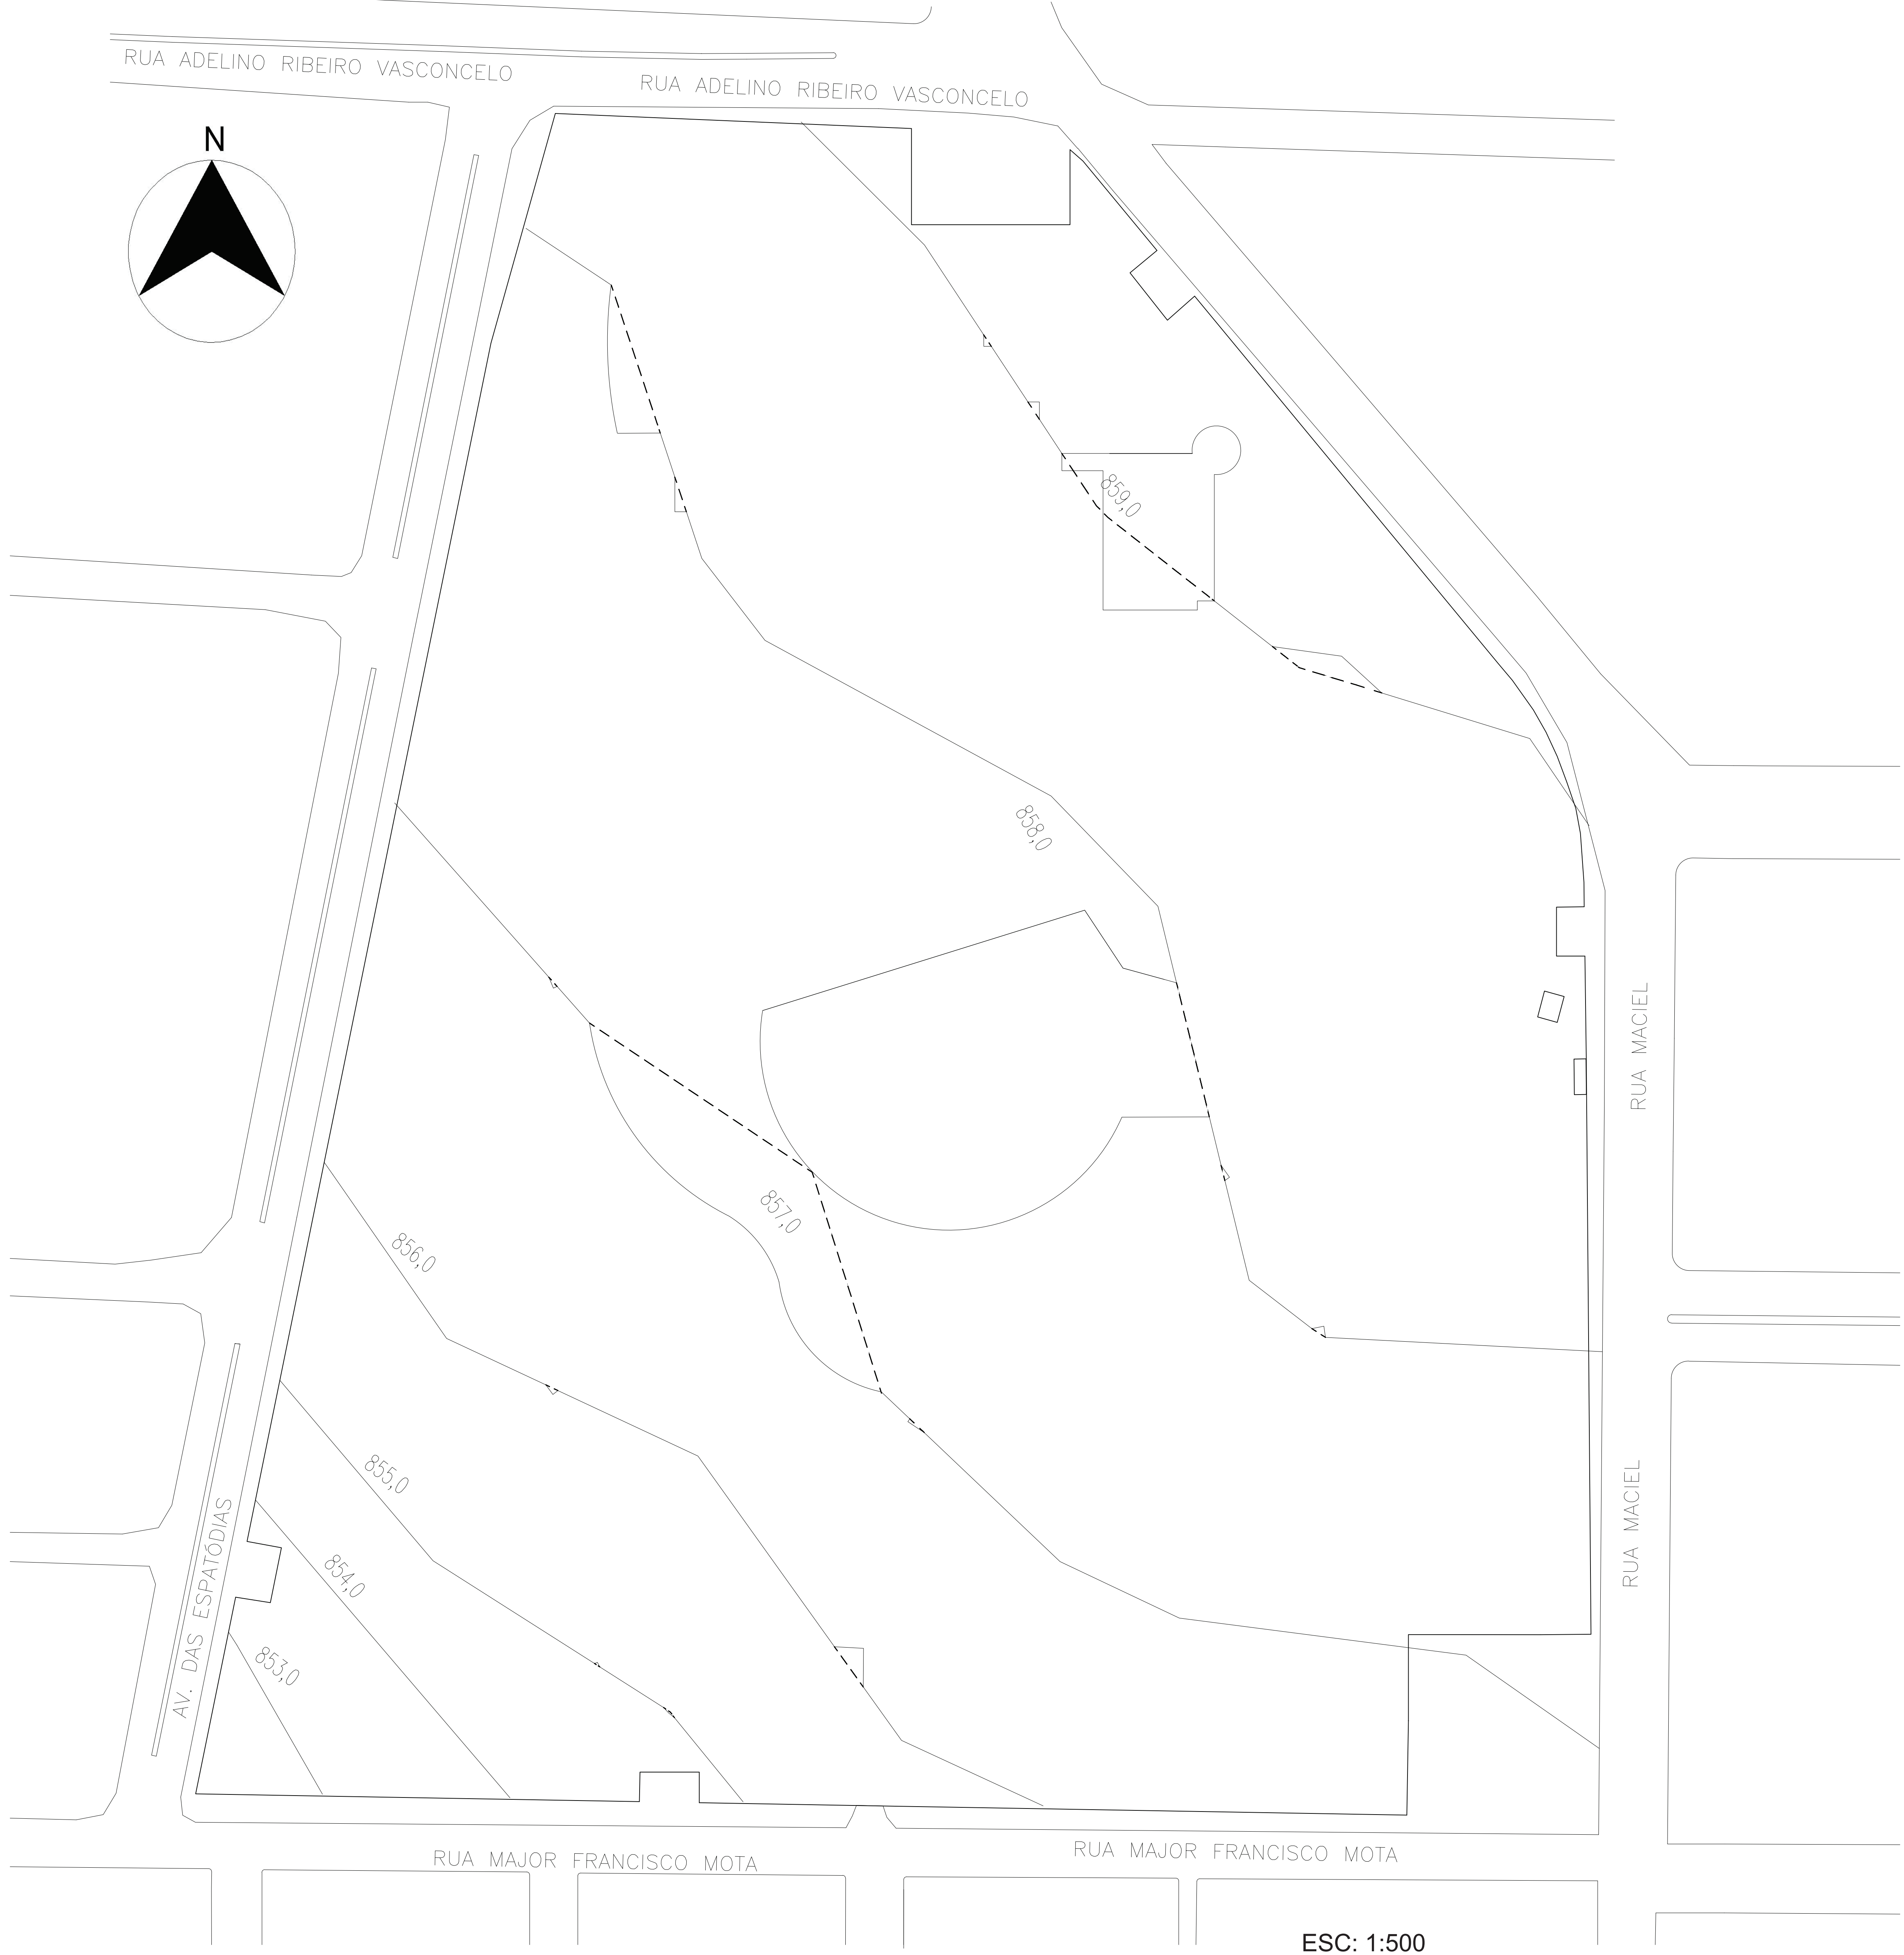 RUA ADELINO RIBEIRO VASCONCELO
RUA ADELINO RIBEIRO VASCONCELO
N
859,0
858,0
RUA MACIEL
857,0
856,0
855,0
RUA MACIEL
854,0
AV. DAS ESPATÓDIAS
853,0
RUA MAJOR FRANCISCO MOTA
RUA MAJOR FRANCISCO MOTA
ESC: 1:500